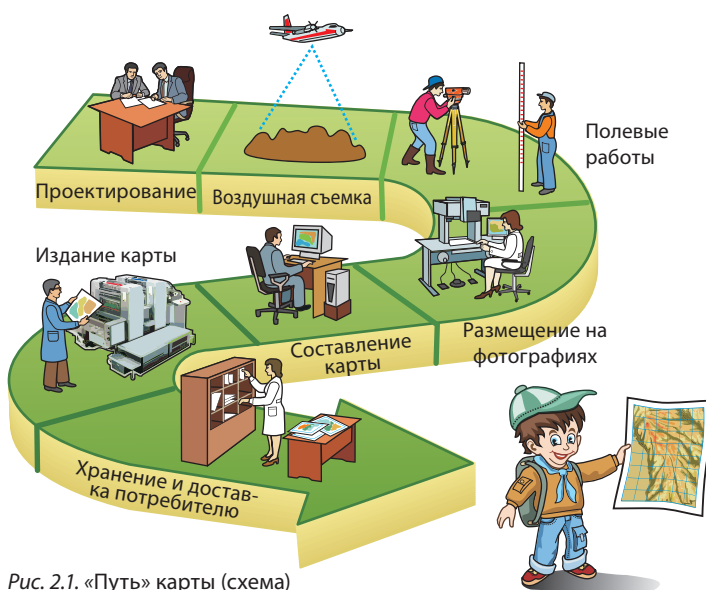 Проектирование
Воздушная съемка
Полевые
работы
Размещение на
фотографиях
Составление
карты
Издание карты
Хранение и достав-
ка потребителю
Рис. 2.1. «Путь» карты (схема)